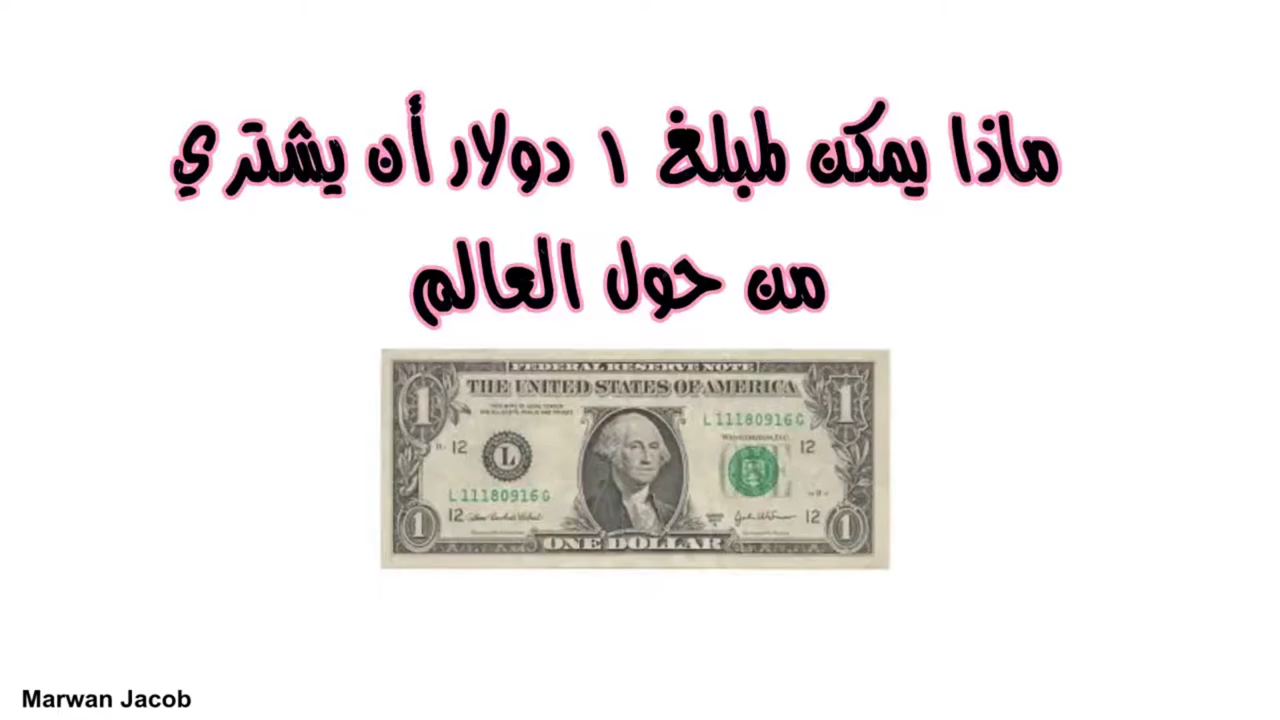 ماذا يمكن لمبلغ ١ دولار أن يشتري
من حول العالم
FEDERAL RESERVE NOTE
THE UNITED STATES OF AMERICA
1 1
L 11180916 G
WASHINGTON, D.C.
12 12
L
L 11180916 G
12 12
1 1
ONE DOLLAR
Marwan Jacob